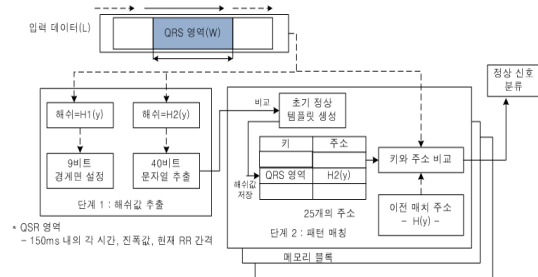 입력 데이터(L)
QRS 영역(W)
정상 신호
분류
해쉬=H1(y)
해쉬=H2(y)
9비트
경계면 설정
40비트
문자열 추출
단계 1 : 해쉬값 추출
* QSR 영역
- 150ms 내의 각 시간, 진폭값, 현재 RR 간격
비교
초기 정상
템플릿 생성
해쉬값
저장
키
주소
QRS 영역
H2(y)
25개의 주소
단계 2 : 패턴 매칭
키와 주소 비교
이전 매치 주소
- H(y) -
메모리 블록